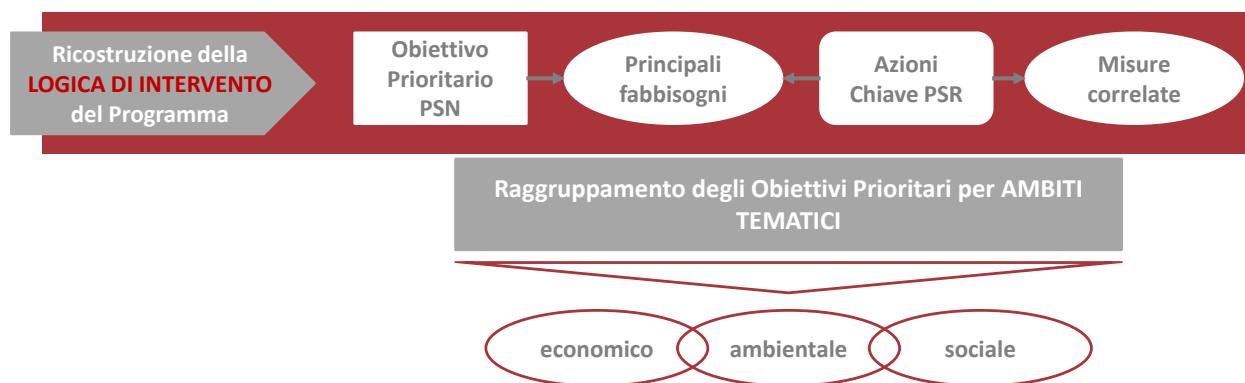 Ricostruzione della
LOGICA DI INTERVENTO
del Programma
Obiettivo
Prioritario
PSN
Principali
fabbisogni
Azioni
Chiave PSR
Misure
correlate
Raggruppamento degli Obiettivi Prioritari per AMBITI
TEMATICI
economico
ambientale
sociale